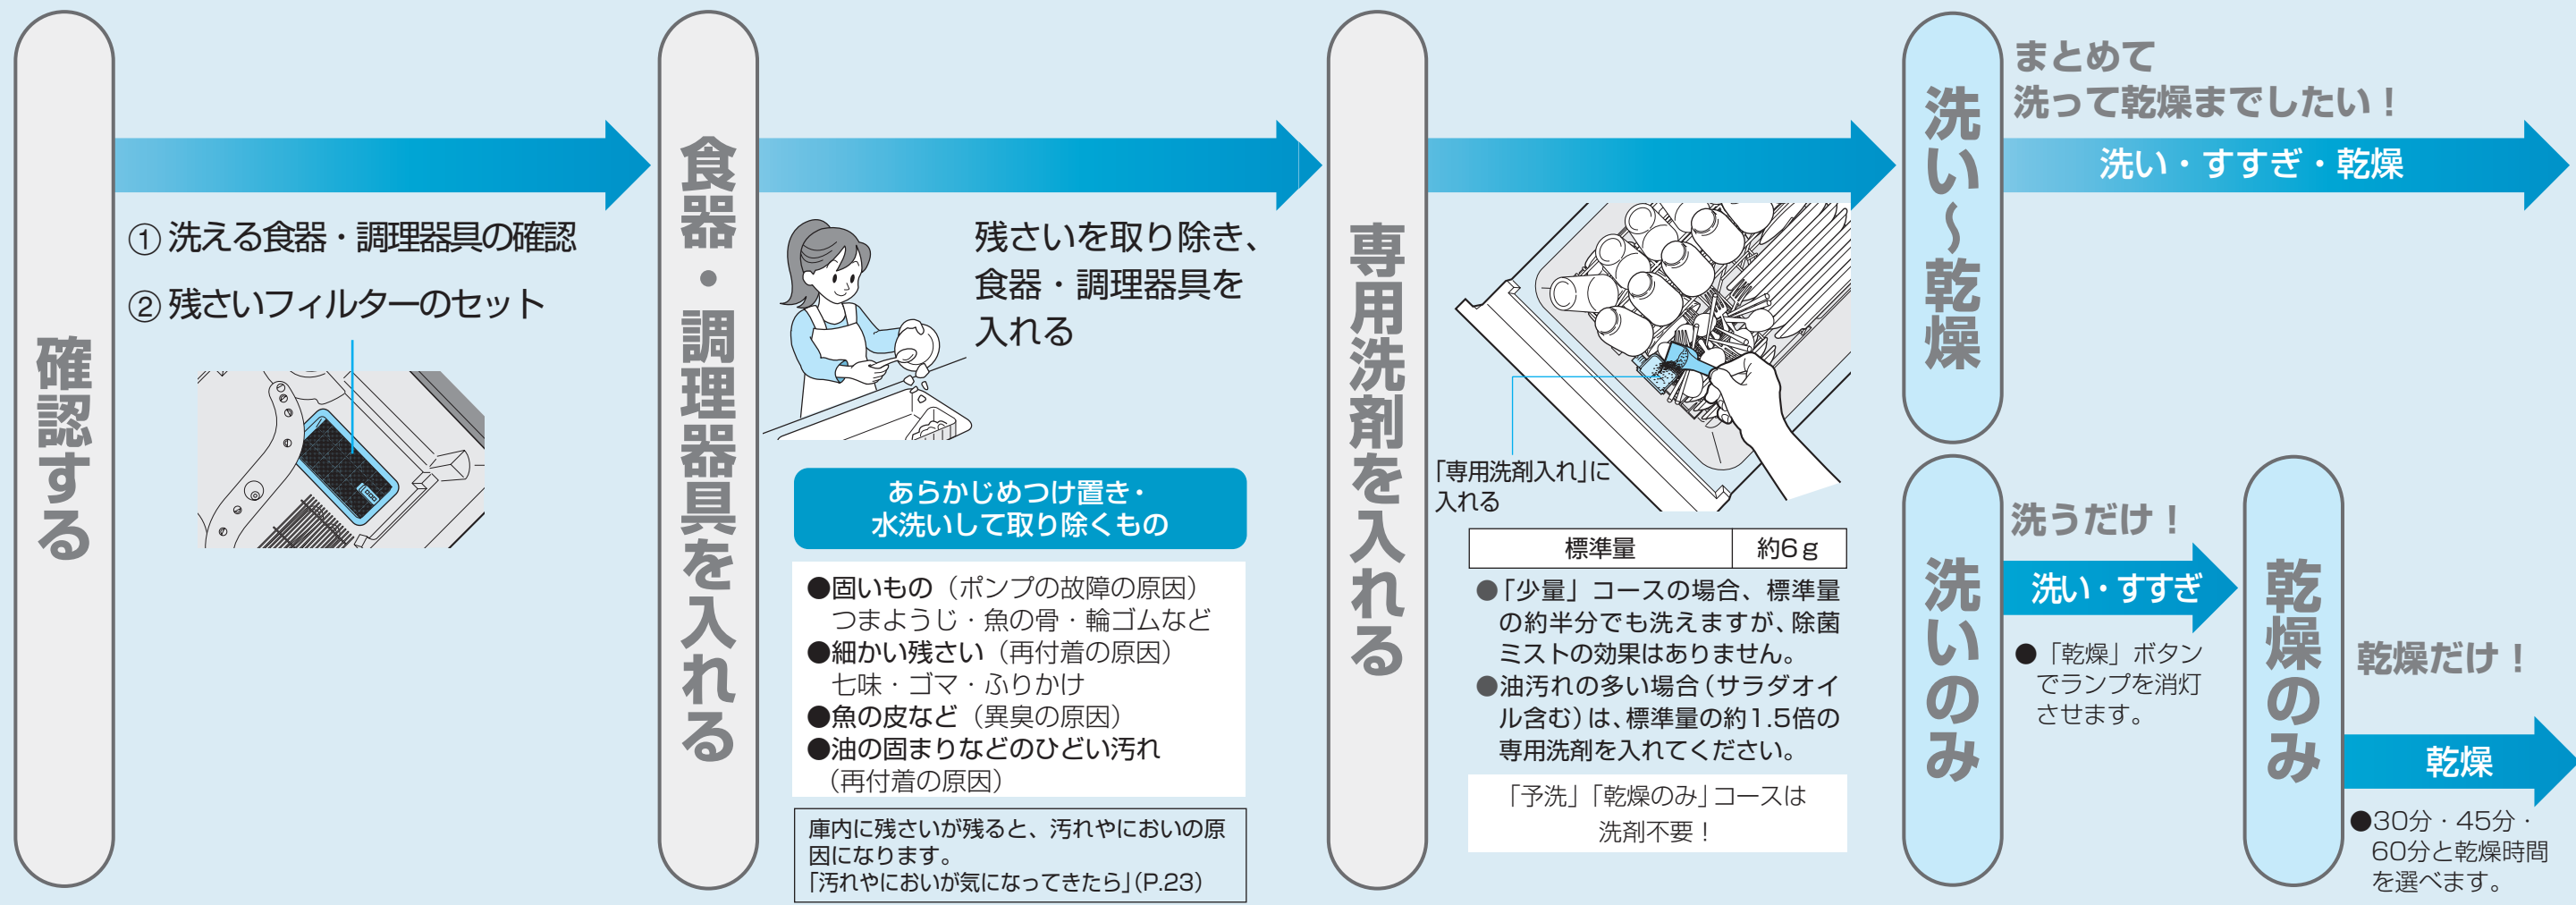 確認する
① 洗える食器・調理器具の確認
② 残さいフィルターのセット
食器・調理器具を入れる
残さいを取り除き、
食器・調理器具を
入れる
あらかじめつけ置き・
水洗いして取り除くもの
●固いもの（ポンプの故障の原因）
つまようじ・魚の骨・輪ゴムなど
●細かい残さい（再付着の原因）
七味・ゴマ・ふりかけ
●魚の皮など（異臭の原因）
●油の固まりなどのひどい汚れ
（再付着の原因）
庫内に残さいが残ると、汚れやにおいの原
因になります。
「汚れやにおいが気になってきたら」(P.23)
専用洗剤を入れる
「専用洗剤入れ」に
入れる
標準量 約6g
●「少量」コースの場合、標準量
の約半分でも洗えますが、除菌
ミストの効果はありません。
●油汚れの多い場合（サラダオイ
ル含む）は、標準量の約1.5倍の
専用洗剤を入れてください。
「予洗」「乾燥のみ」コースは
洗剤不要！
洗い～乾燥
まとめて
洗って乾燥までしたい！
洗い・すすぎ・乾燥
洗いのみ
洗うだけ！
洗い・すすぎ
●「乾燥」ボタン
でランプを消灯
させます。
乾燥のみ
乾燥だけ！
乾燥
●30分・45分・
60分と乾燥時間
を選べます。